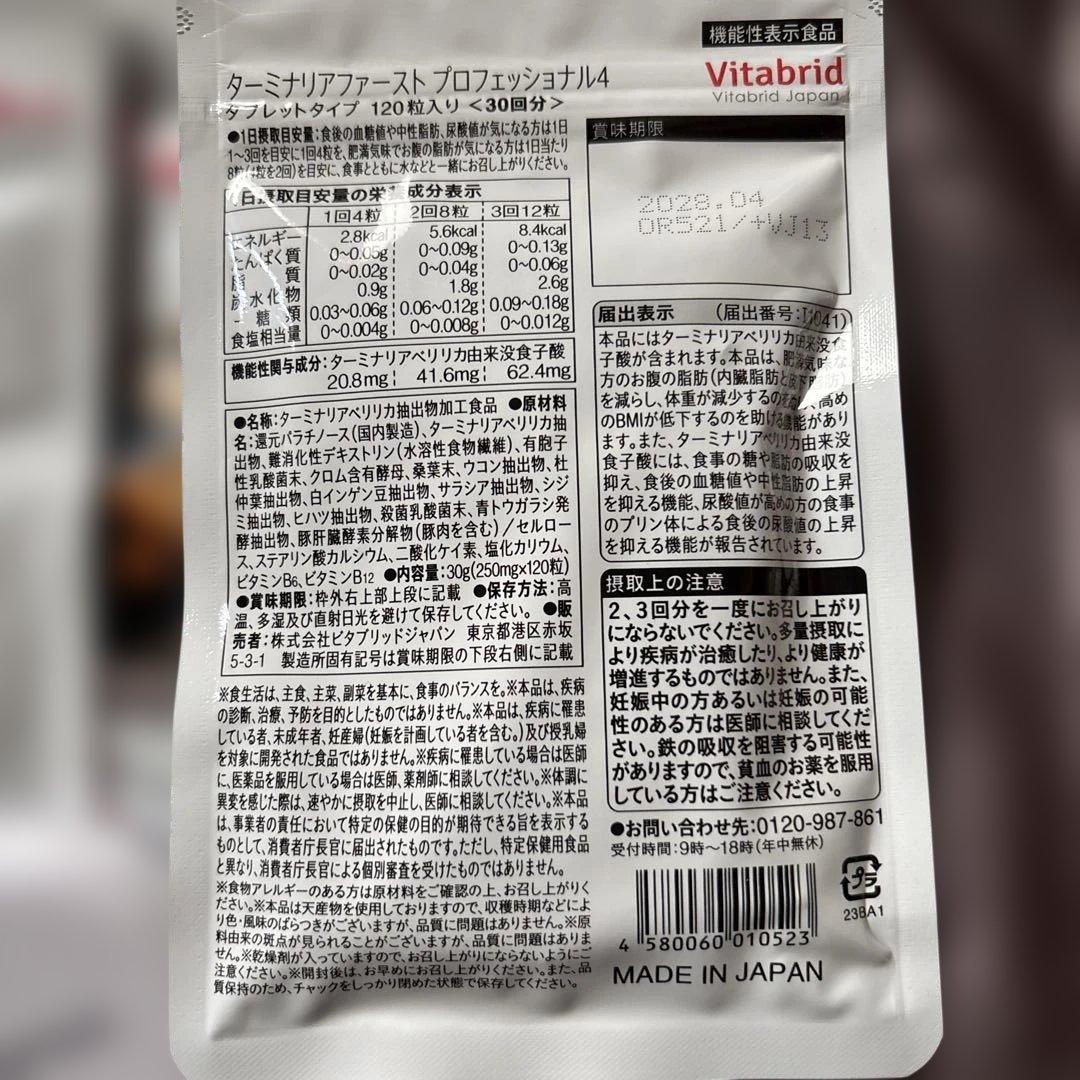 機能性表示食品
Vitabrid
Vitabrid Japan
ターミナリアファースト プロフェッショナル4
タブレットタイプ 120粒入り <30回分>
●1日摂取目安量:食後の血糖値や中性脂肪、尿酸値が気になる方は1日
1~3回を目安に1回4粒を、肥満気味でお腹の脂肪が気になる方は1日当たり
8粒(4粒を2回)を目安に、食事とともに水などと一緒にお召し上がりください。
1日摂取目安量の栄養成分表示
1回4粒 2回8粒 3回12粒
エネルギー 2.8kcal 5.6kcal 8.4kcal
たんぱく質 0~0.05g 0~0.09g 0~0.13g
脂質 0~0.02g 0~0.04g 0~0.06g
炭水化物 0.9g 1.8g 2.6g
-糖類 0.03~0.06g 0.06~0.12g 0.09~0.18g
食塩相当量 0~0.004g 0~0.008g 0~0.012g
機能性関与成分:ターミナリアベリリカ由来没食子酸
20.8mg 41.6mg 62.4mg
●名称:ターミナリアベリリカ抽出物加工食品 ●原材料
名:還元パラチノース(国内製造)、ターミナリアベリリカ抽
出物、難消化性デキストリン(水溶性食物繊維)、有胞子
性乳酸菌末、クロム含有酵母、桑葉末、ウコン抽出物、杜
仲葉抽出物、白インゲン豆抽出物、サラシア抽出物、シジ
ミ抽出物、ヒハツ抽出物、殺菌乳酸菌末、青トウガラシ発
酵抽出物、豚肝臓酵素分解物(豚肉を含む)/セルロー
ス、ステアリン酸カルシウム、二酸化ケイ素、塩化カリウム、
ビタミンB6、ビタミンB12 ●内容量:30g(250mg×120粒)
●賞味期限:枠外右上部上段に記載 ●保存方法:高
温、多湿及び直射日光を避けて保存してください。 ●販
売者:株式会社ビタブリッドジャパン 東京都港区赤坂
5-3-1 製造所固有記号は賞味期限の下段右側に記載
※食生活は、主食、主菜、副菜を基本に、食事のバランスを。※本品は、疾病
の診断、治療、予防を目的としたものではありません。※本品は、疾病に罹患
している者、未成年者、妊産婦(妊娠を計画している者を含む。)及び授乳婦
を対象に開発された食品ではありません。※疾病に罹患している場合は医師
に、医薬品を服用している場合は医師、薬剤師に相談してください。※体調に
異変を感じた際は、速やかに摂取を中止し、医師に相談してください。※本品
は、事業者の責任において特定の保健の目的が期待できる旨を表示する
ものとして、消費者庁長官に届出されたものです。ただし、特定保健用食品
と異なり、消費者庁長官による個別審査を受けたものではありません。
※食物アレルギーのある方は原材料をご確認の上、お召し上がりく
ださい。※本品は天産物を使用しておりますので、収穫時期などによ
り色・風味のばらつきがございますが、品質に問題はありません。※原
料由来の斑点が見られることがございますが、品質に問題はありま
せん。※乾燥剤が入っていますので、お召し上がりにならないようにご
注意ください。※開封後は、お早めにお召し上がりください。また、品
質保持のため、チャックをしっかり閉めた状態で保存してください。
賞味期限
2028.04
OR521/+VJ13
届出表示 (届出番号:I1041)
本品にはターミナリアベリリカ由来没食
子酸が含まれます。本品は、肥満気味な
方のお腹の脂肪(内臓脂肪と皮下脂肪)
を減らし、体重が減少するのを助け、高め
のBMIが低下するのを助ける機能があり
ます。また、ターミナリアベリリカ由来没
食子酸には、食事の糖や脂肪の吸収を
抑え、食後の血糖値や中性脂肪の上昇
を抑える機能、尿酸値が高めの方の食事
のプリン体による食後の尿酸値の上昇
を抑える機能が報告されています。
摂取上の注意
2、3回分を一度にお召し上がり
にならないでください。多量摂取に
より疾病が治癒したり、より健康が
増進するものではありません。また、
妊娠中の方あるいは妊娠の可能
性のある方は医師に相談してくだ
さい。鉄の吸収を阻害する可能性
がありますので、貧血のお薬を服用
している方はご注意ください。
●お問い合わせ先:0120-987-861
受付時間:9時~18時(年中無休)
プラ
23BA1
4 580060 010523
MADE IN JAPAN